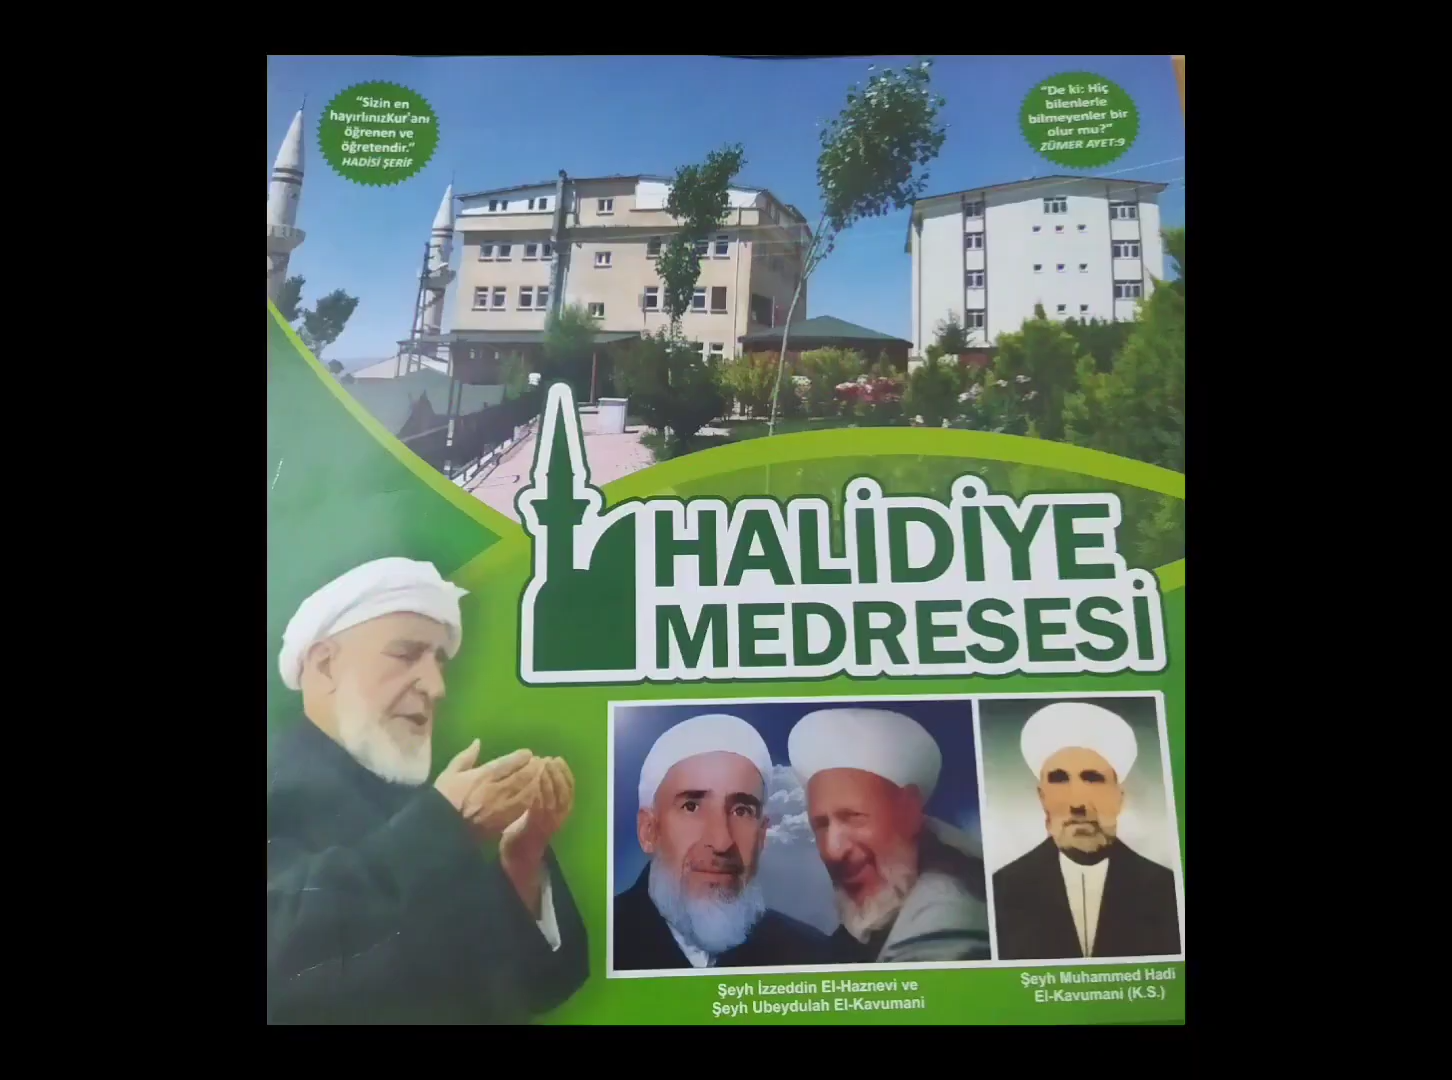 “Sizin en
hayırlınızKur'anı
öğrenen ve
öğretendir.”
HADİSİ ŞERİF
“De ki: Hiç
bilenlerle
bilmeyenler bir
olur mu?”
ZÜMER AYET:9
HALİDİYE
MEDRESESİ
Şeyh İzzeddin El-Haznevi ve
Şeyh Ubeydulah El-Kavumani
Şeyh Muhammed Hadi
El-Kavumani (K.S.)